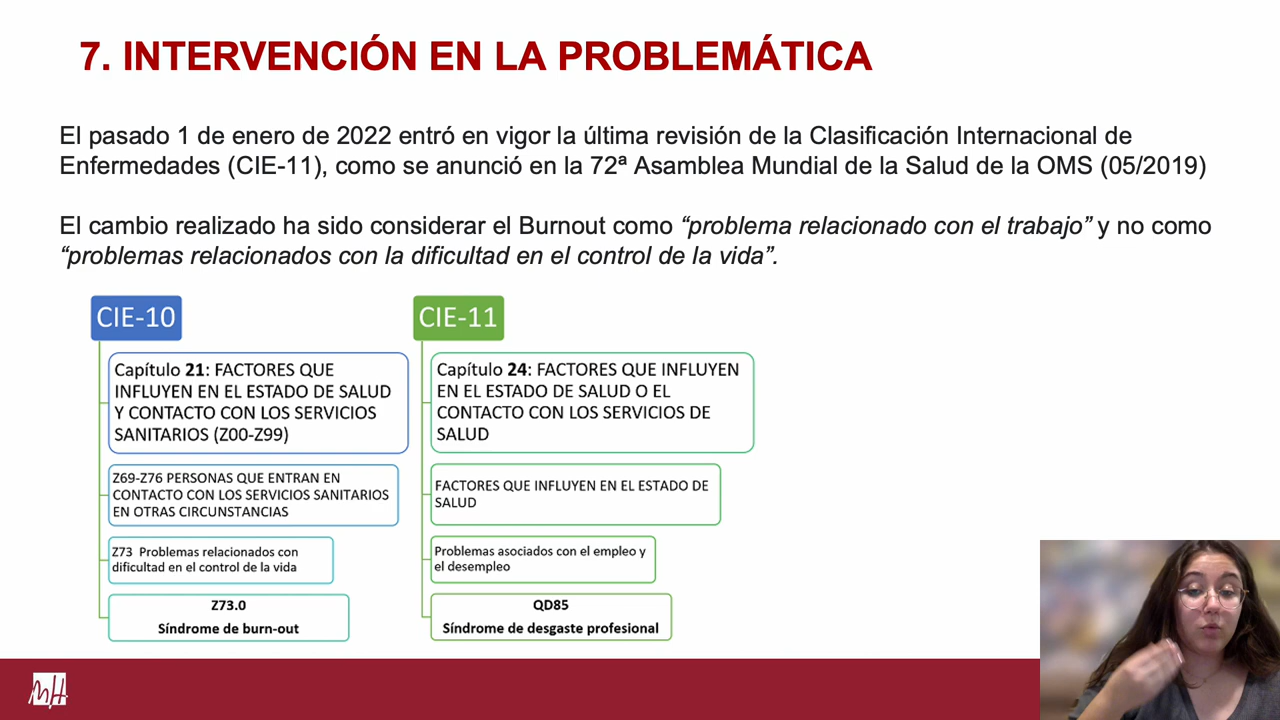 7. INTERVENCIÓN EN LA PROBLEMÁTICA
El pasado 1 de enero de 2022 entró en vigor la última revisión de la Clasificación Internacional de
Enfermedades (CIE-11), como se anunció en la 72ª Asamblea Mundial de la Salud de la OMS (05/2019)
El cambio realizado ha sido considerar el Burnout como “problema relacionado con el trabajo” y no como
“problemas relacionados con la dificultad en el control de la vida”.
CIE-10
Capítulo 21: FACTORES QUE
INFLUYEN EN EL ESTADO DE SALUD
Y CONTACTO CON LOS SERVICIOS
SANITARIOS (Z00-Z99)
Z69-Z76 PERSONAS QUE ENTRAN EN
CONTACTO CON LOS SERVICIOS SANITARIOS
EN OTRAS CIRCUNSTANCIAS
Z73 Problemas relacionados con
dificultad en el control de la vida
Z73.0
Síndrome de burn-out
CIE-11
Capítulo 24: FACTORES QUE INFLUYEN
EN EL ESTADO DE SALUD O EL
CONTACTO CON LOS SERVICIOS DE
SALUD
FACTORES QUE INFLUYEN EN EL ESTADO DE
SALUD
Problemas asociados con el empleo y
el desempleo
QD85
Síndrome de desgaste profesional
MH